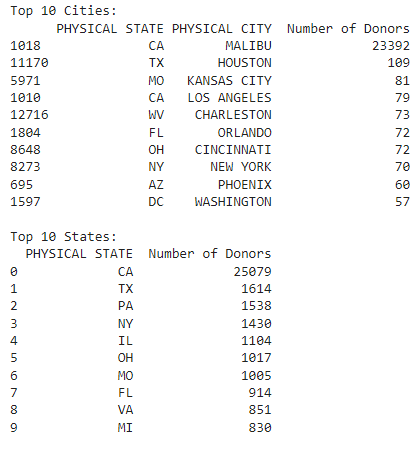 Top 10 Cities:
PHYSICAL STATE PHYSICAL CITY Number of Donors
1018 CA MALIBU 23392
11170 TX HOUSTON 109
5971 MO KANSAS CITY 81
1010 CA LOS ANGELES 79
12716 WV CHARLESTON 73
1804 FL ORLANDO 72
8648 OH CINCINNATI 72
8273 NY NEW YORK 70
695 AZ PHOENIX 60
1597 DC WASHINGTON 57
Top 10 States:
PHYSICAL STATE Number of Donors
0 CA 25079
1 TX 1614
2 PA 1538
3 NY 1430
4 IL 1104
5 OH 1017
6 MO 1005
7 FL 914
8 VA 851
9 MI 830